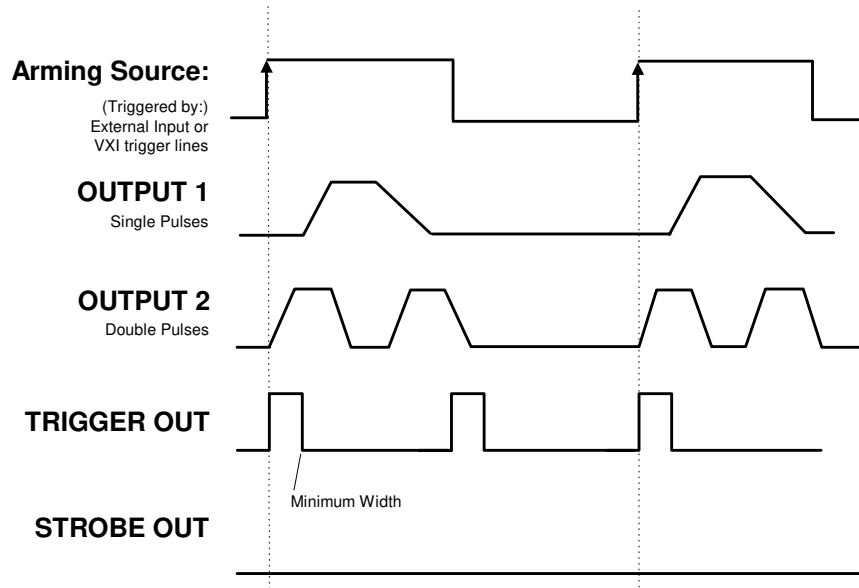 Arming Source:
(Triggered by:)
External Input or
VXI trigger lines
OUTPUT 1
Single Pulses
OUTPUT 2
Double Pulses
TRIGGER OUT
Minimum Width
STROBE OUT